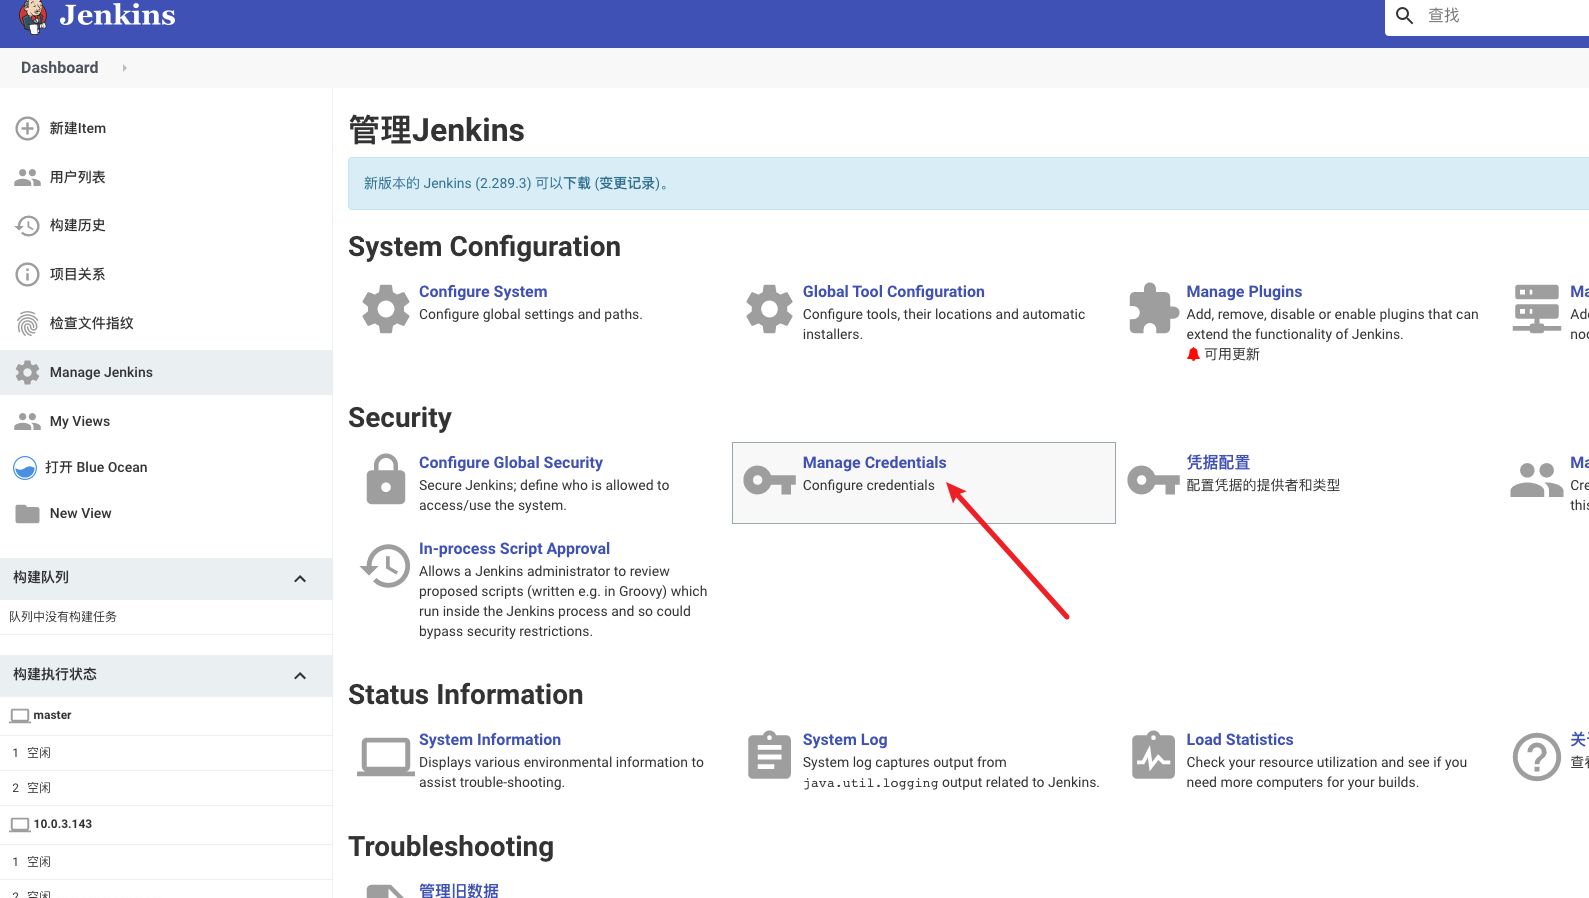 Jenkins
查找
Dashboard
新建Item
用户列表
构建历史
项目关系
检查文件指纹
Manage Jenkins
My Views
打开 Blue Ocean
New View
构建队列
队列中没有构建任务
构建执行状态
master
1 空闲
2 空闲
10.0.3.143
1 空闲
2 空闲
管理Jenkins
新版本的 Jenkins (2.289.3) 可以下载 (变更记录)。
System Configuration
Configure System
Configure global settings and paths.
Global Tool Configuration
Configure tools, their locations and automatic
installers.
Manage Plugins
Add, remove, disable or enable plugins that can
extend the functionality of Jenkins.
可用更新
Security
Configure Global Security
Secure Jenkins; define who is allowed to
access/use the system.
Manage Credentials
Configure credentials
凭据配置
配置凭据的提供者和类型
In-process Script Approval
Allows a Jenkins administrator to review
proposed scripts (written e.g. in Groovy) which
run inside the Jenkins process and so could
bypass security restrictions.
Status Information
System Information
Displays various environmental information to
assist trouble-shooting.
System Log
System log captures output from
java.util.logging output related to Jenkins.
Load Statistics
Check your resource utilization and see if you
need more computers for your builds.
Troubleshooting
管理旧数据